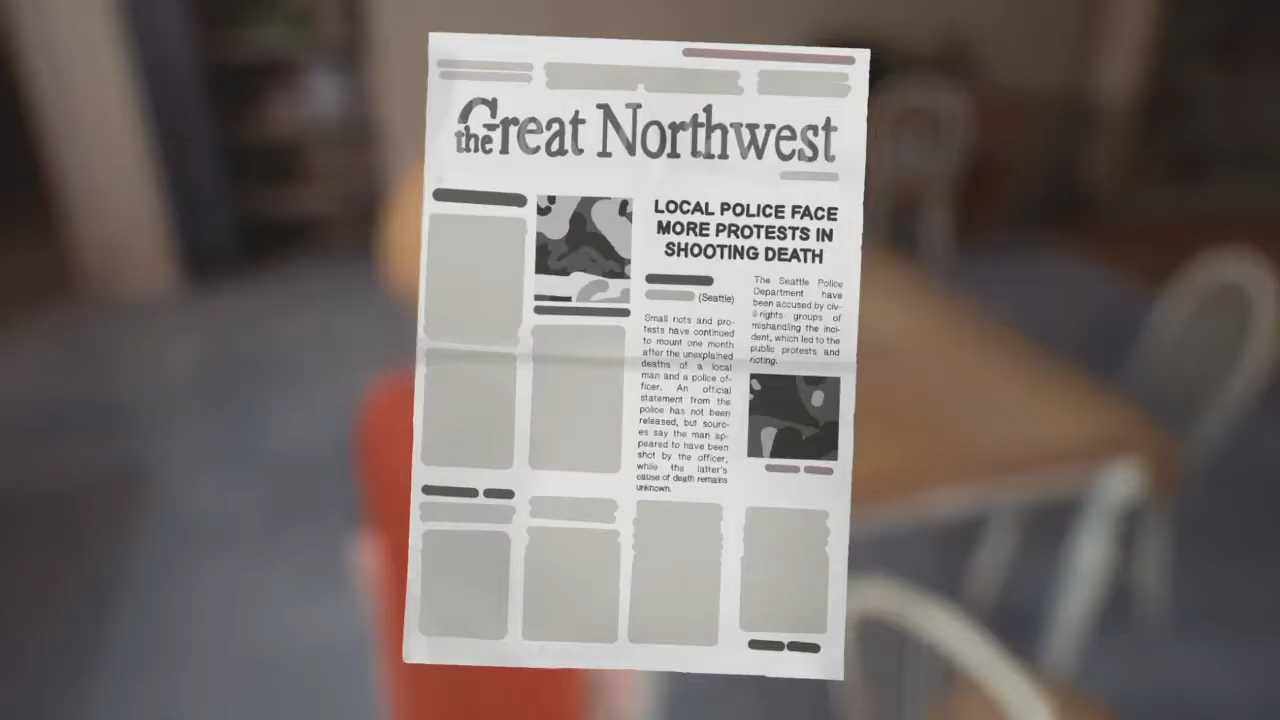 the Great Northwest
LOCAL POLICE FACE
MORE PROTESTS IN
SHOOTING DEATH
(Seattle)
Small riots and pro-
tests have continued
to mount one month
after the unexplained
deaths of a local
man and a police of-
ficer. An official
statement from the
police has not been
released, but sourc-
es say the man ap-
peared to have been
shot by the officer,
while the latter's
cause of death remains
unknown.
The Seattle Police
Department have
been accused by civ-
il-rights groups of
mishandling the inci-
dent, which led to the
public protests and
rioting.